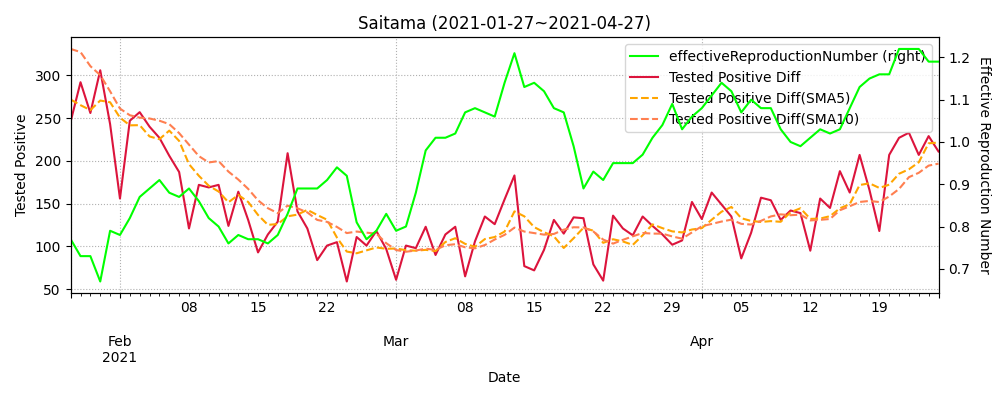 Saitama (2021-01-27~2021-04-27)
effectiveReproductionNumber (right)
Tested Positive Diff
Tested Positive Diff(SMA5)
Tested Positive Diff(SMA10)
Tested Positive
300
250
200
150
100
50
1.2
1.1
1.0
0.9
0.8
0.7
Effective Reproduction Number
08 15 22 08 15 22 29 05 12 19
Feb Mar Apr
2021
Date